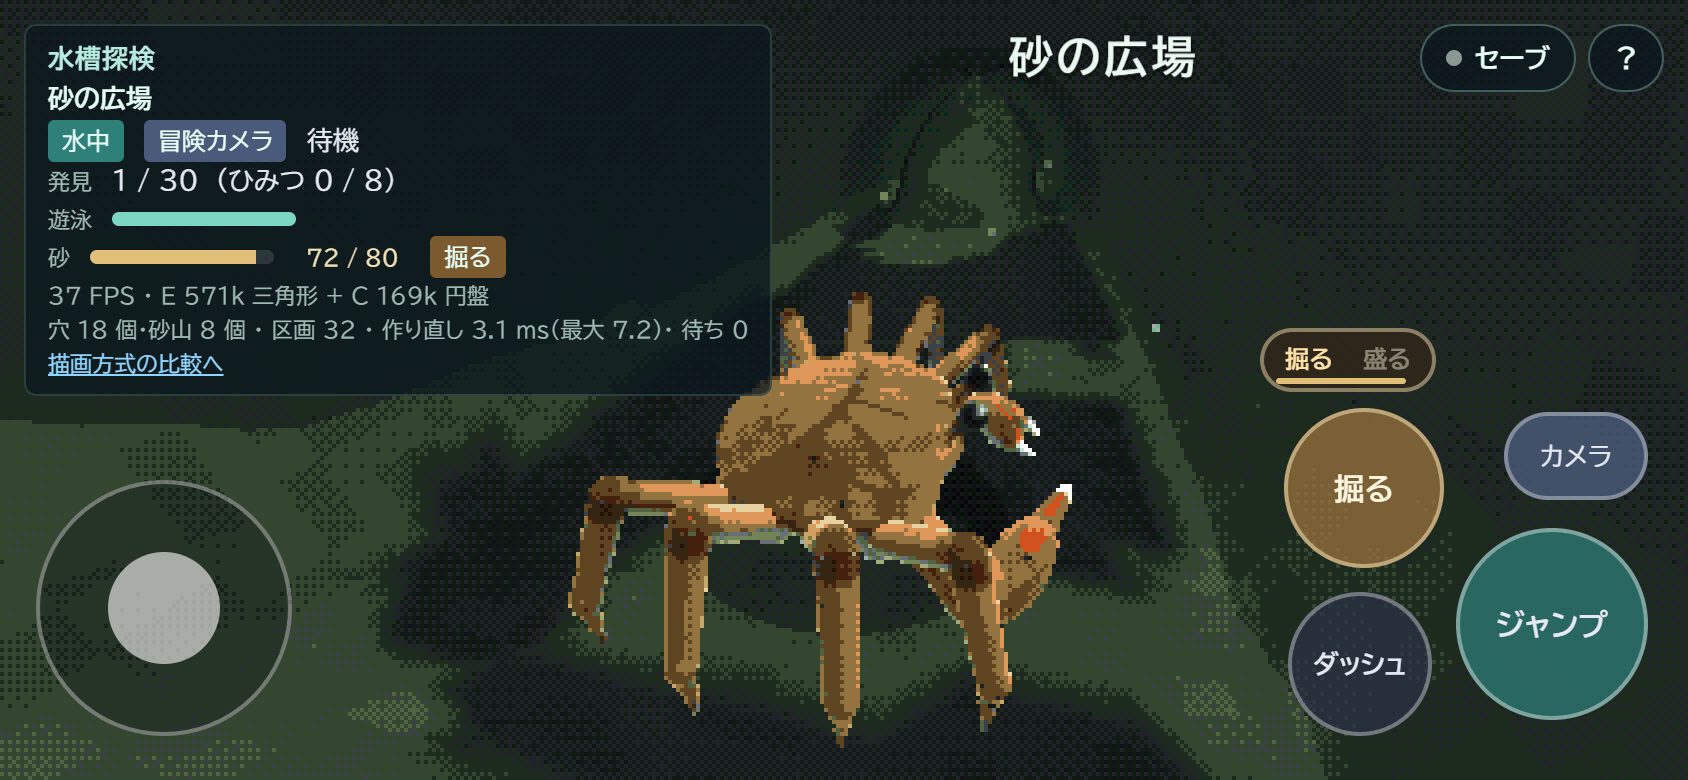 水槽探検
砂の広場
水中 冒険カメラ 待機
発見 1 / 30 (ひみつ 0 / 8)
遊泳
砂 72 / 80 掘る
37 FPS・E 571k 三角形 + C 169k 円盤
穴 18 個・砂山 8 個・区画 32・作り直し 3.1 ms(最大 7.2)・待ち 0
描画方式の比較へ
砂の広場
セーブ ?
掘る 盛る
掘る
カメラ
ジャンプ
ダッシュ